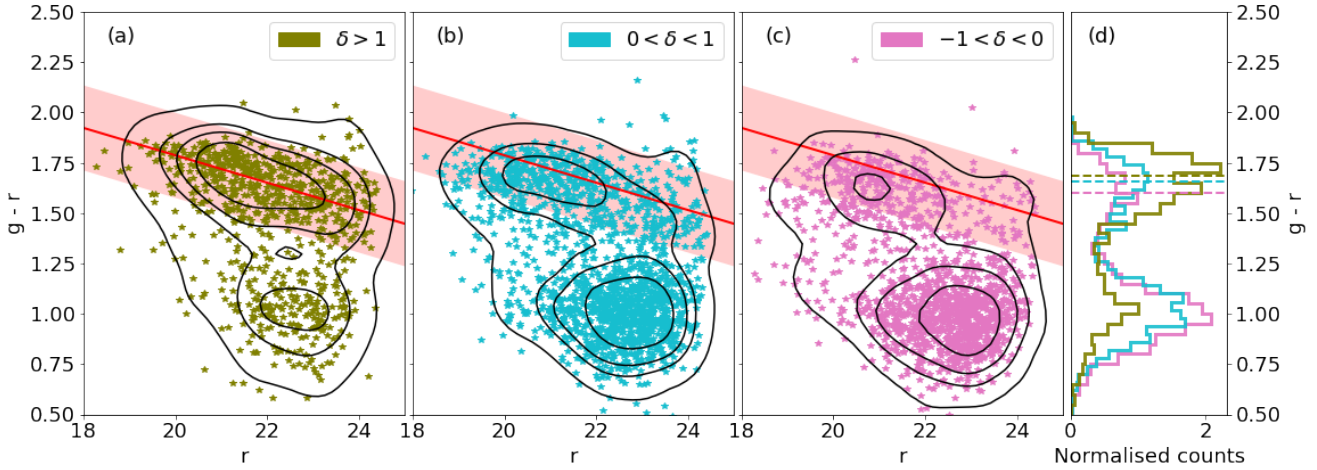 (a)
δ > 1
(b)
0 < δ < 1
(c)
−1 < δ < 0
(d)
2.50
2.25
2.00
1.75
1.50
1.25
1.00
0.75
0.50
g - r
18 20 22 24
r
18 20 22 24
r
18 20 22 24
r
0 1 2
Normalised counts
2.50
2.25
2.00
1.75
1.50
1.25
1.00
0.75
0.50
g - r